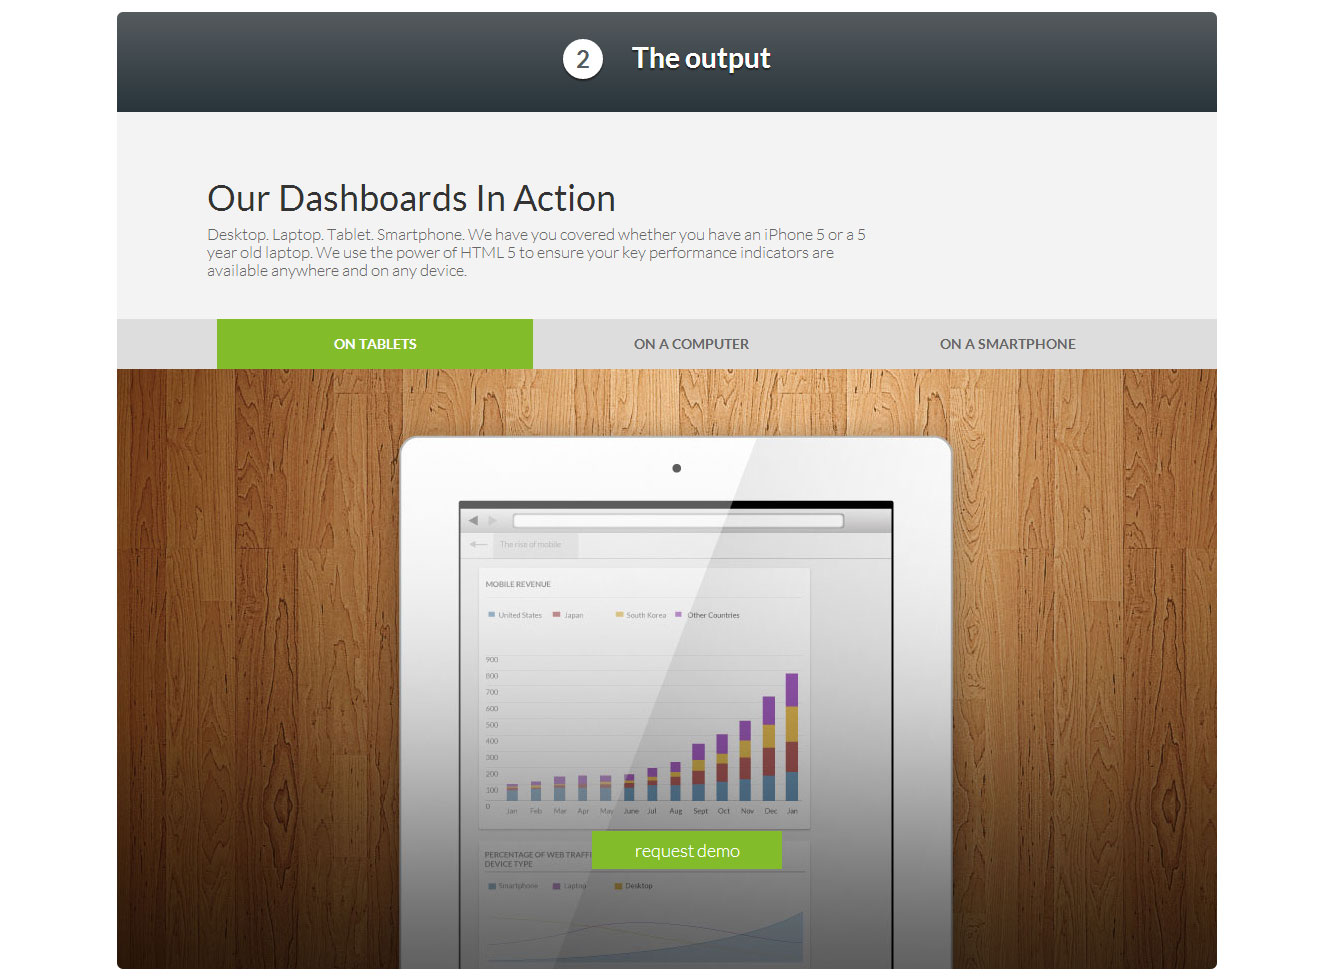 2 The output
Our Dashboards In Action
Desktop. Laptop. Tablet. Smartphone. We have you covered whether you have an iPhone 5 or a 5
year old laptop. We use the power of HTML 5 to ensure your key performance indicators are
available anywhere and on any device.
ON TABLETS ON A COMPUTER ON A SMARTPHONE
The rise of mobile
MOBILE REVENUE
United States Japan South Korea Other Countries
900
800
700
600
500
400
300
200
100
0
Jan Feb Mar Apr May June Jul Aug Sept Oct Nov Dec Jan
request demo
PERCENTAGE OF WEB TRAFFI
DEVICE TYPE
Smartphone Laptop Desktop